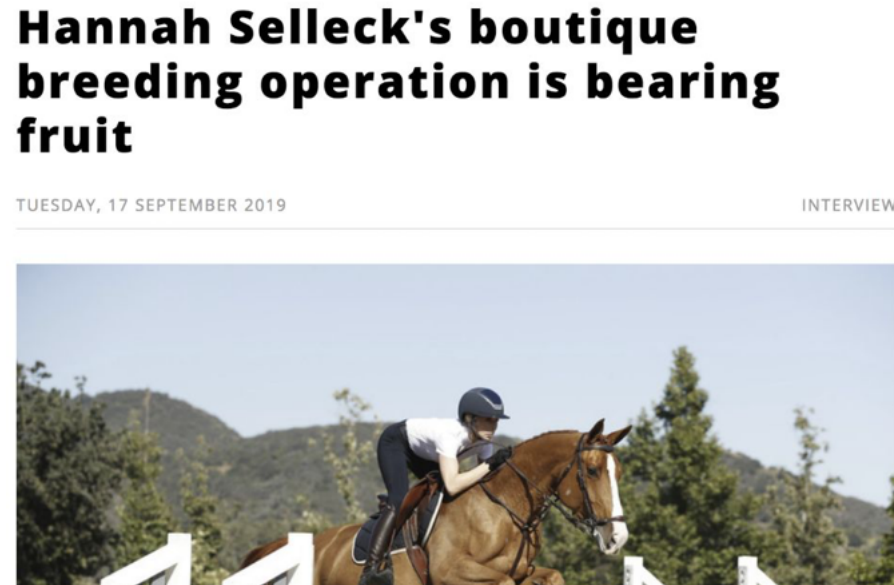 Hannah Selleck's boutique
breeding operation is bearing
fruit
TUESDAY, 17 SEPTEMBER 2019
INTERVIEW